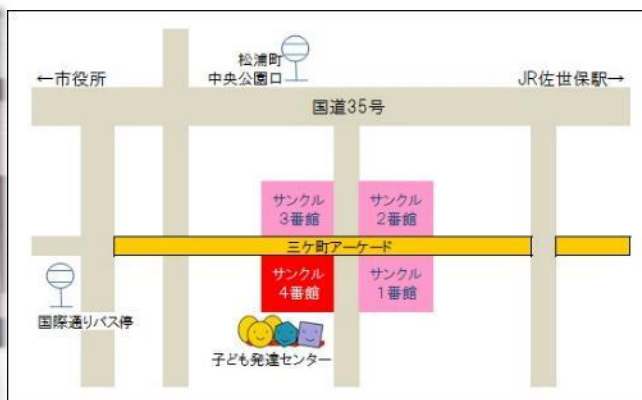 松浦町
中央公園口
←市役所
JR佐世保駅→
国道35号
サンクル
3番館
サンクル
2番館
三ケ町アーケード
サンクル
4番館
サンクル
1番館
国際通りバス停
子ども発達センター